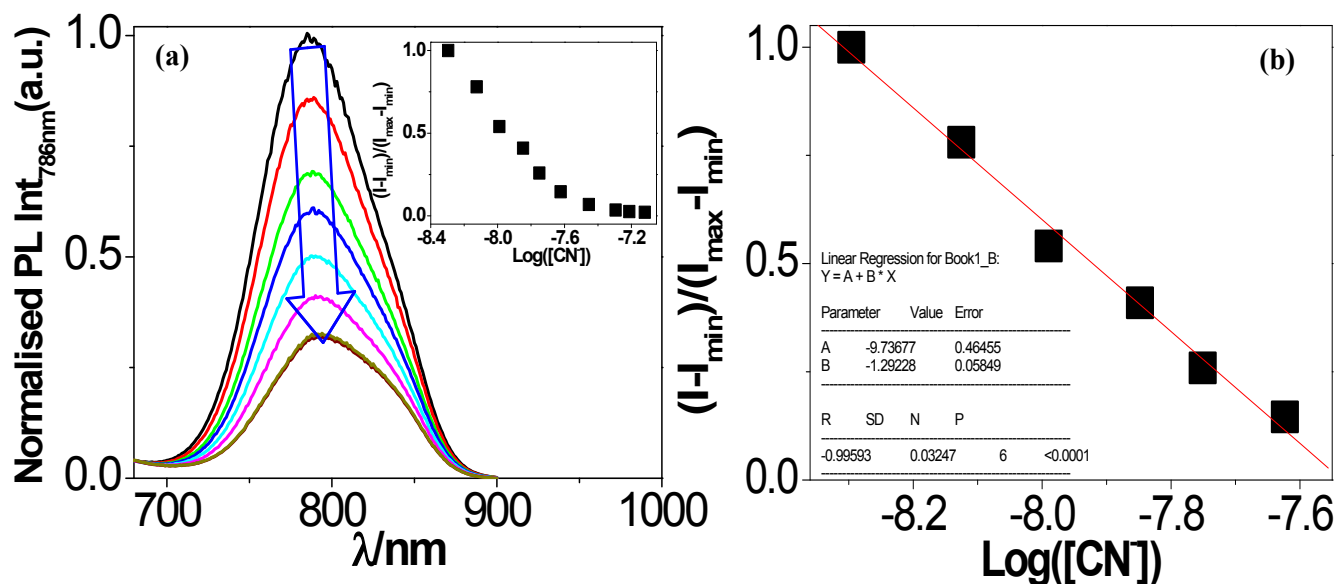 (a)
Normalised PL Int786nm(a.u.)
1.0
0.5
0.0
700 800 900 1000
λ/nm
(I-Imin)/(Imax-Imin)
1.0
0.5
0.0
-8.4 -8.0 -7.6 -7.2
Log([CN-])
(b)
(I-Imin)/(Imax-Imin)
1.0
0.5
0.0
Linear Regression for Book1_B:
Y = A + B * X
Parameter Value Error
A -9.73677 0.46455
B -1.29228 0.05849
R SD N P
-0.99593 0.03247 6 <0.0001
-8.2 -8.0 -7.8 -7.6
Log([CN-])